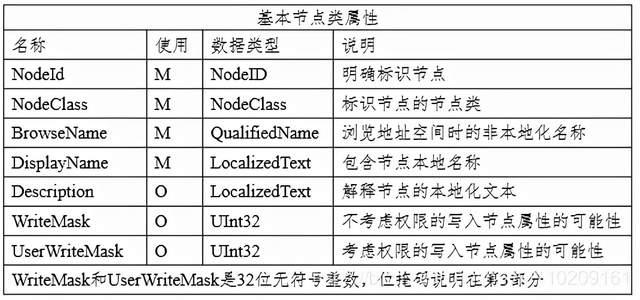 基本节点类属性
名称 使用 数据类型 说明
NodeId M NodeID 明确标识节点
NodeClass M NodeClass 标识节点的节点类
BrowseName M QualifiedName 浏览地址空间时的非本地化名称
DisplayName M LocalizedText 包含节点本地名称
Description O LocalizedText 解释节点的本地化文本
WriteMask O UInt32 不考虑权限的写入节点属性的可能性
UserWriteMask O UInt32 考虑权限的写入节点属性的可能性
WriteMask和UserWriteMask是32位无符号整数，位掩码说明在第3部分